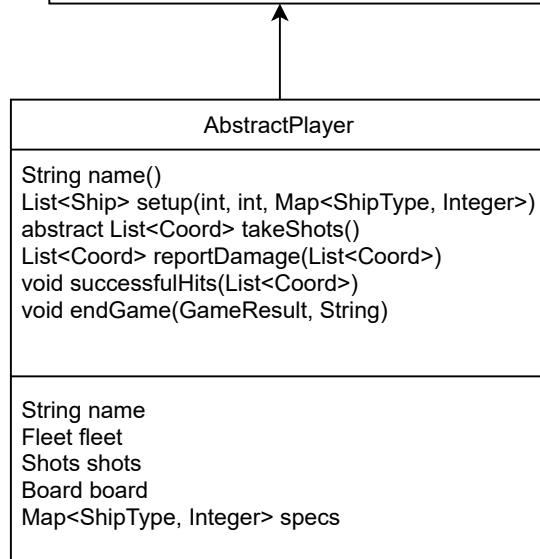 AbstractPlayer
String name()
List<Ship> setup(int, int, Map<ShipType, Integer>)
abstract List<Coord> takeShots()
List<Coord> reportDamage(List<Coord>)
void successfulHits(List<Coord>)
void endGame(GameResult, String)
String name
Fleet fleet
Shots shots
Board board
Map<ShipType, Integer> specs